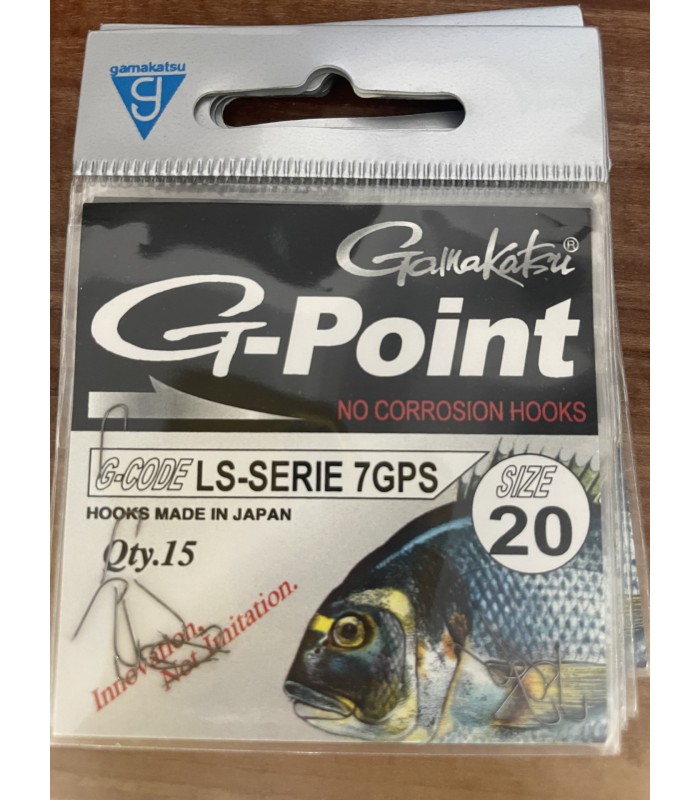 gamakatsu
Gamakatsu®
G-Point
NO CORROSION HOOKS
G-CODE LS-SERIE 7GPS
SIZE
20
HOOKS MADE IN JAPAN
Qty.15
Innovation,
Not Imitation.